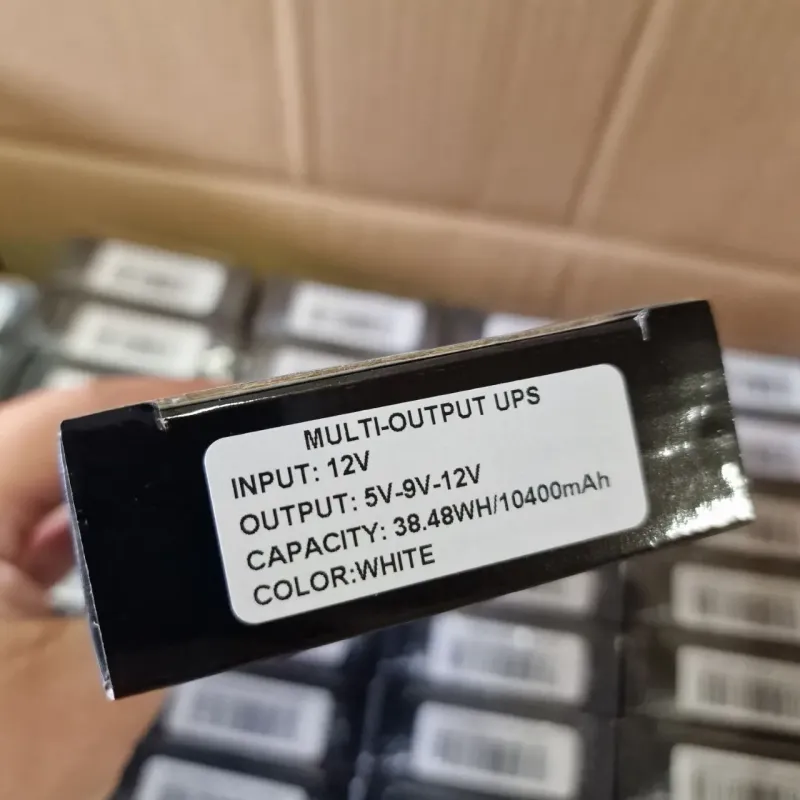 MULTI-OUTPUT UPS
INPUT: 12V
OUTPUT: 5V-9V-12V
CAPACITY: 38.48WH/10400mAh
COLOR:WHITE